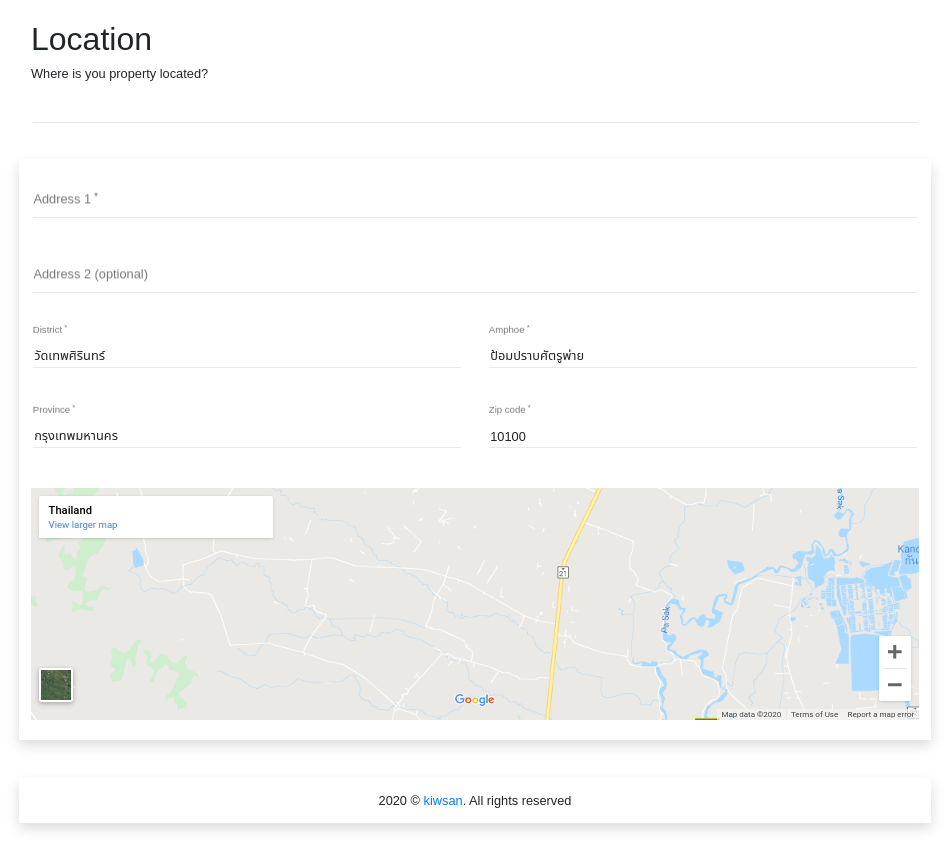 Location
Where is you property located?
Address 1 *
Address 2 (optional)
District *
Amphoe *
วัดเทพศิรินทร์
ป้อมปราบศัตรูพ่าย
Province *
Zip code *
กรุงเทพมหานคร
10100
Thailand
View larger map
21
Pa Sak
Google
Map data ©2020
Terms of Use
Report a map error
2020 © kiwsan. All rights reserved